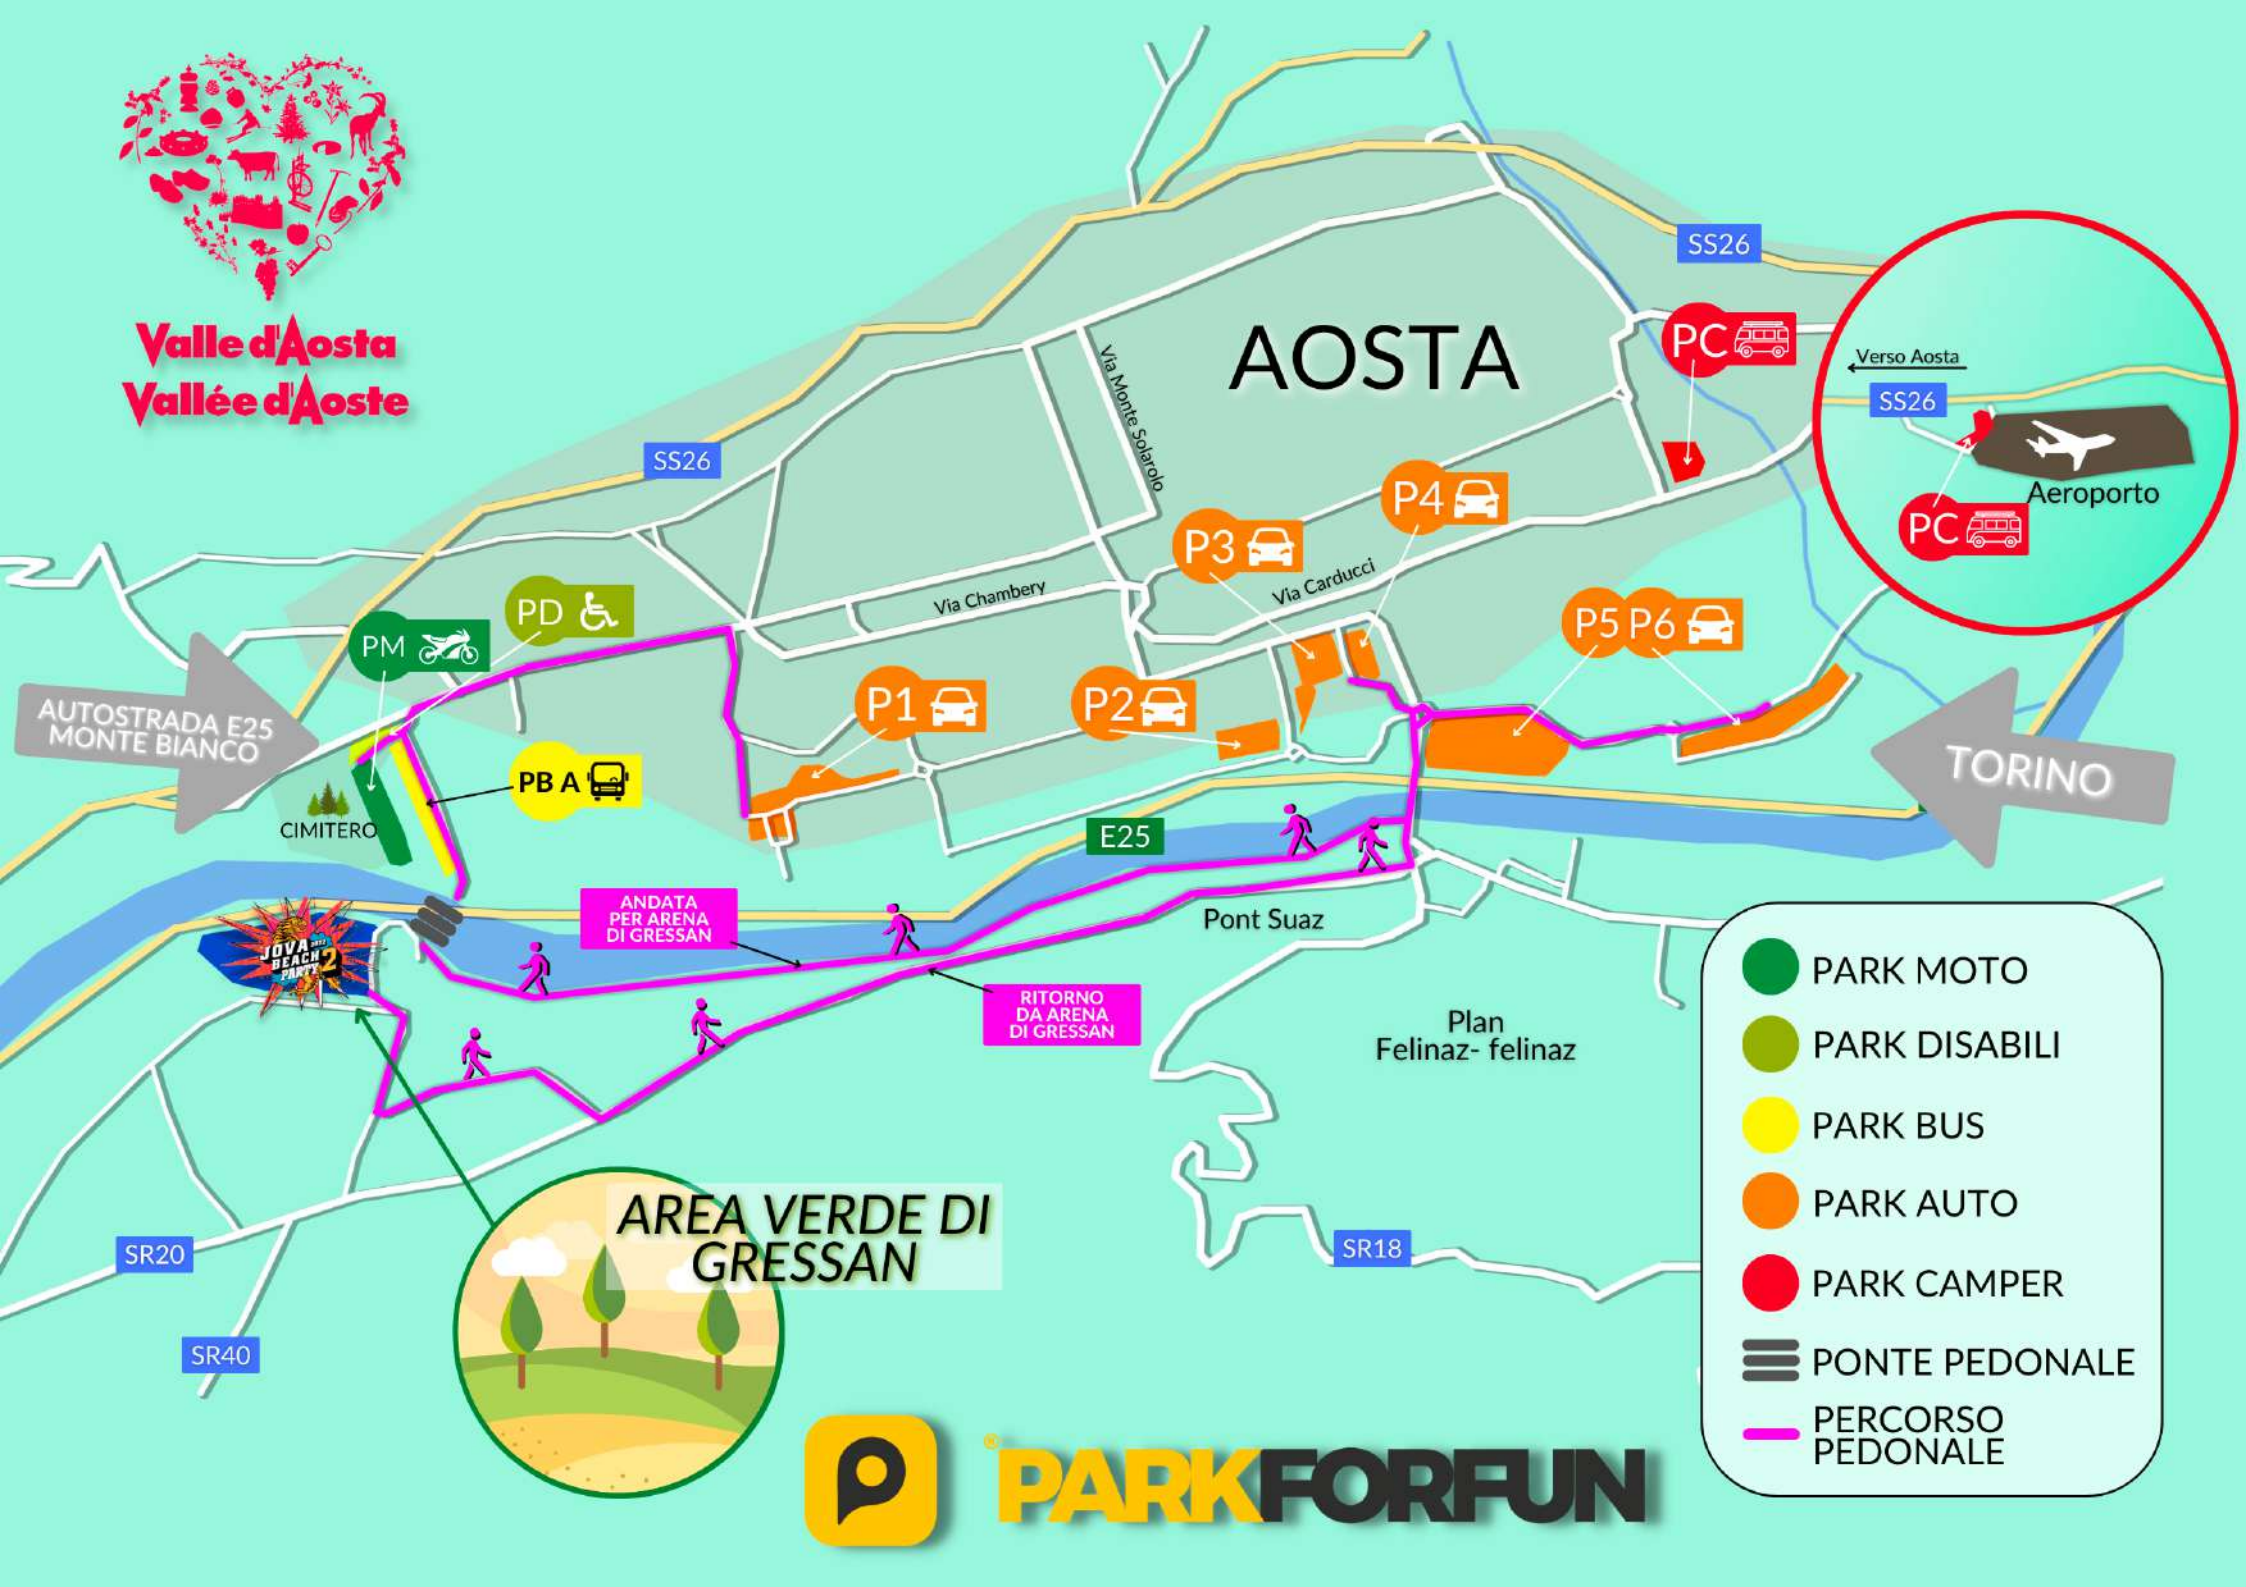 Valle d'Aosta
Vallée d'Aoste
SS26
SS26
AOSTA
PC
Verso Aosta
SS26
Aeroporto
PC
Via Monte Solarolo
P4
P3
Via Carducci
Via Chambery
PD
PM
P5 P6
P1
P2
AUTOSTRADA E25
MONTE BIANCO
TORINO
PB A
CIMITERO
E25
ANDATA
PER ARENA
DI GRESSAN
Pont Suaz
JOVA 2022
BEACH
PARTY 2
RITORNO
DA ARENA
DI GRESSAN
Plan
Felinaz- felinaz
AREA VERDE DI
GRESSAN
SR20
SR18
SR40
PARK MOTO
PARK DISABILI
PARK BUS
PARK AUTO
PARK CAMPER
PONTE PEDONALE
PERCORSO
PEDONALE
P ® PARKFORFUN